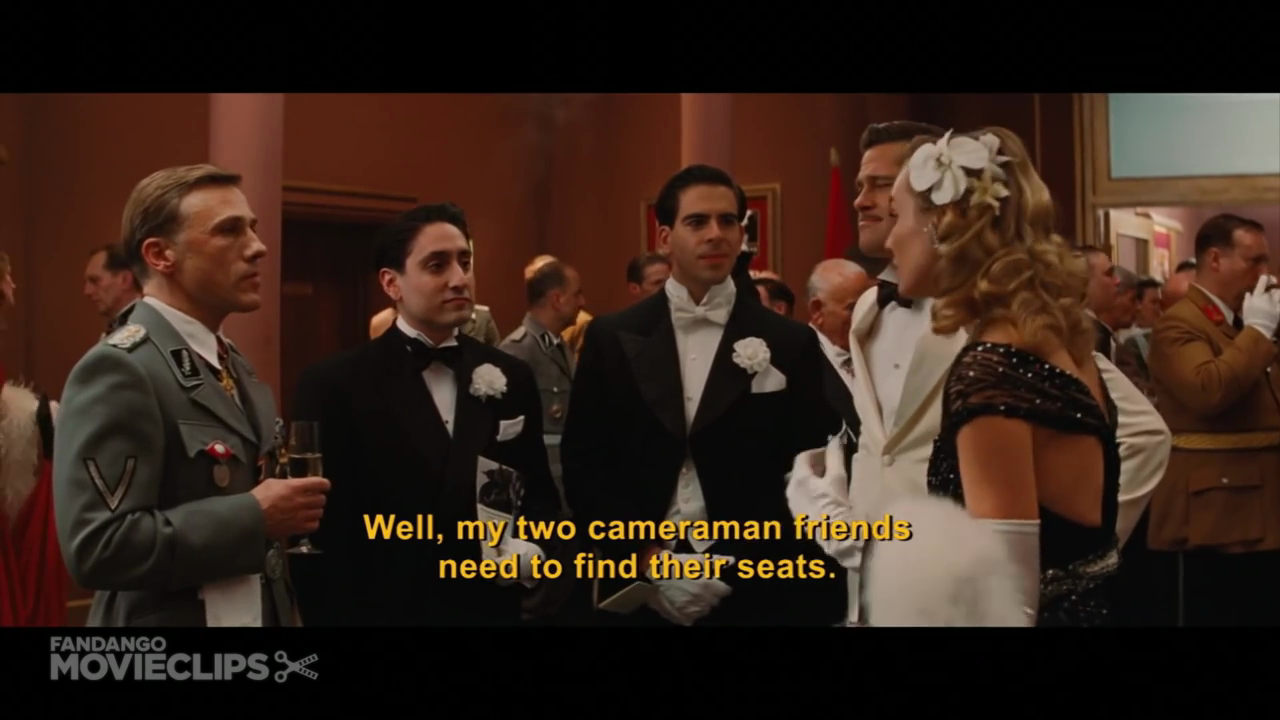 Well, my two cameraman friends
need to find their seats.
FANDANGO
MOVIECLIPS